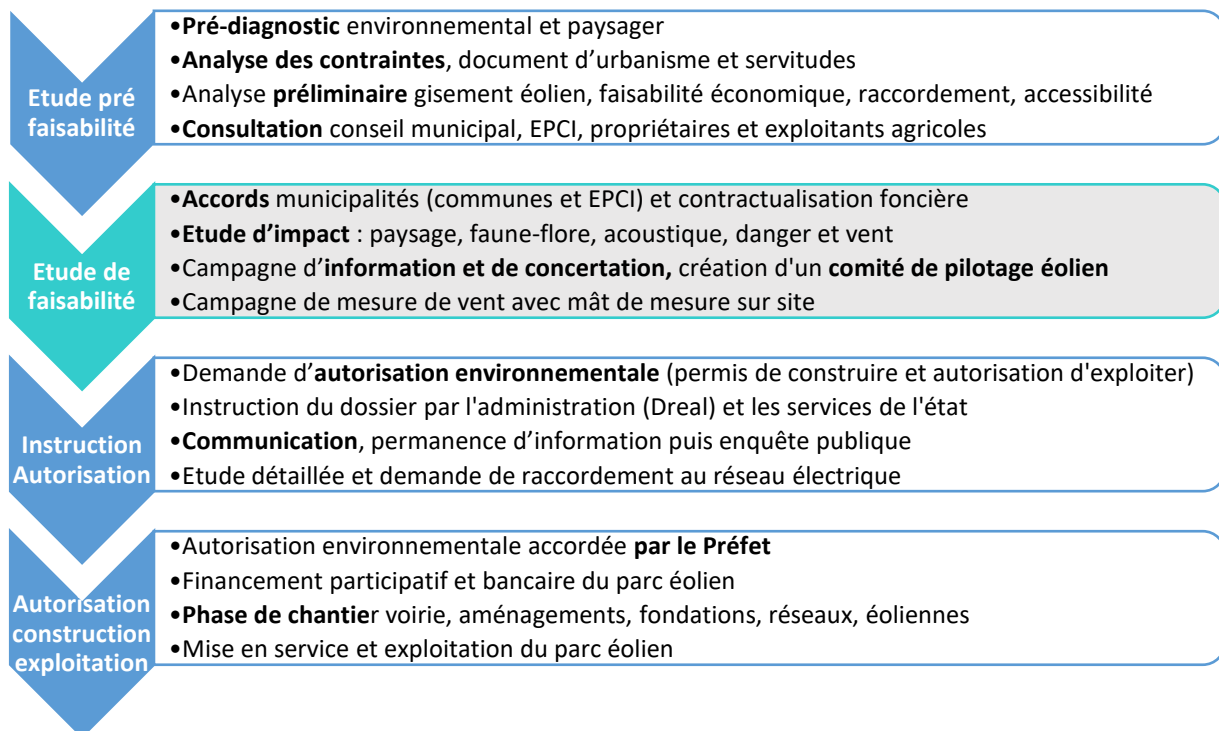 Etude pré
faisabilité
•Pré-diagnostic environnemental et paysager
•Analyse des contraintes, document d’urbanisme et servitudes
•Analyse préliminaire gisement éolien, faisabilité économique, raccordement, accessibilité
•Consultation conseil municipal, EPCI, propriétaires et exploitants agricoles
Etude de
faisabilité
•Accords municipalités (communes et EPCI) et contractualisation foncière
•Etude d’impact : paysage, faune-flore, acoustique, danger et vent
•Campagne d’information et de concertation, création d'un comité de pilotage éolien
•Campagne de mesure de vent avec mât de mesure sur site
Instruction
Autorisation
•Demande d’autorisation environnementale (permis de construire et autorisation d'exploiter)
•Instruction du dossier par l'administration (Dreal) et les services de l'état
•Communication, permanence d’information puis enquête publique
•Etude détaillée et demande de raccordement au réseau électrique
Autorisation
construction
exploitation
•Autorisation environnementale accordée par le Préfet
•Financement participatif et bancaire du parc éolien
•Phase de chantier voirie, aménagements, fondations, réseaux, éoliennes
•Mise en service et exploitation du parc éolien